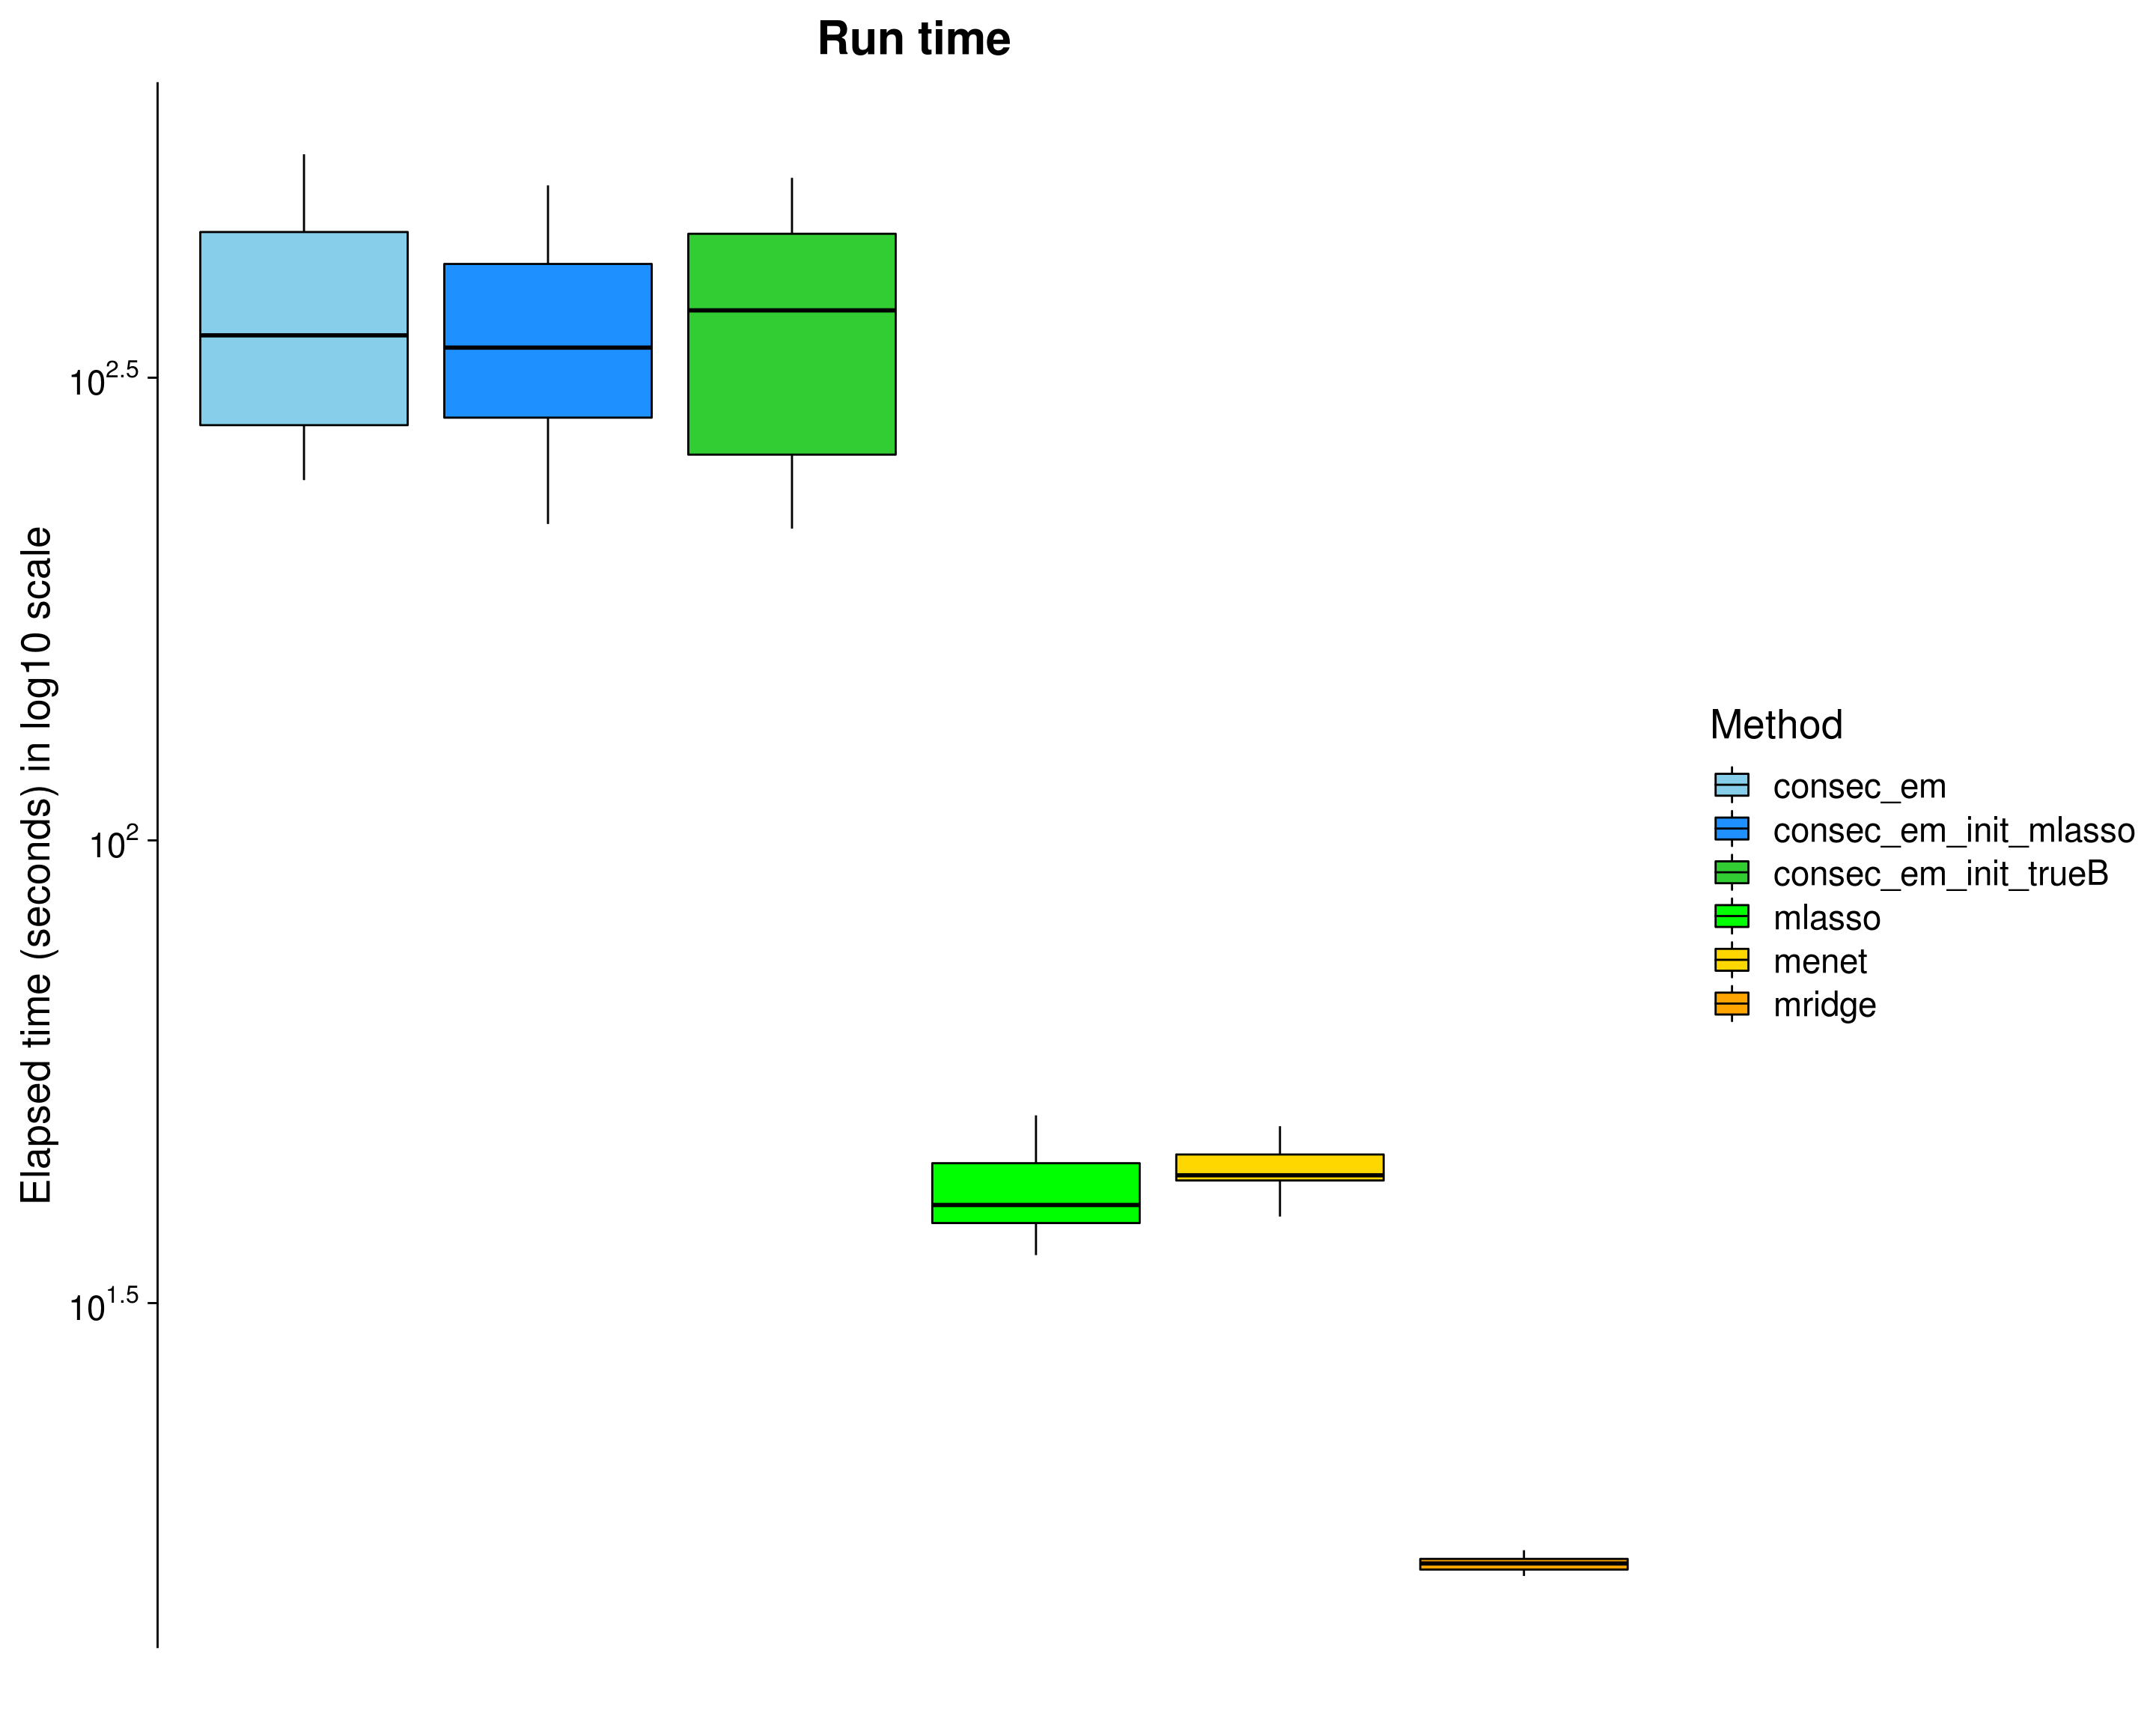 Run time
Elapsed time (seconds) in log10 scale
10^2.5
10^2
10^1.5
Method
consec_em
consec_em_init_mlasso
consec_em_init_trueB
mlasso
menet
mridge